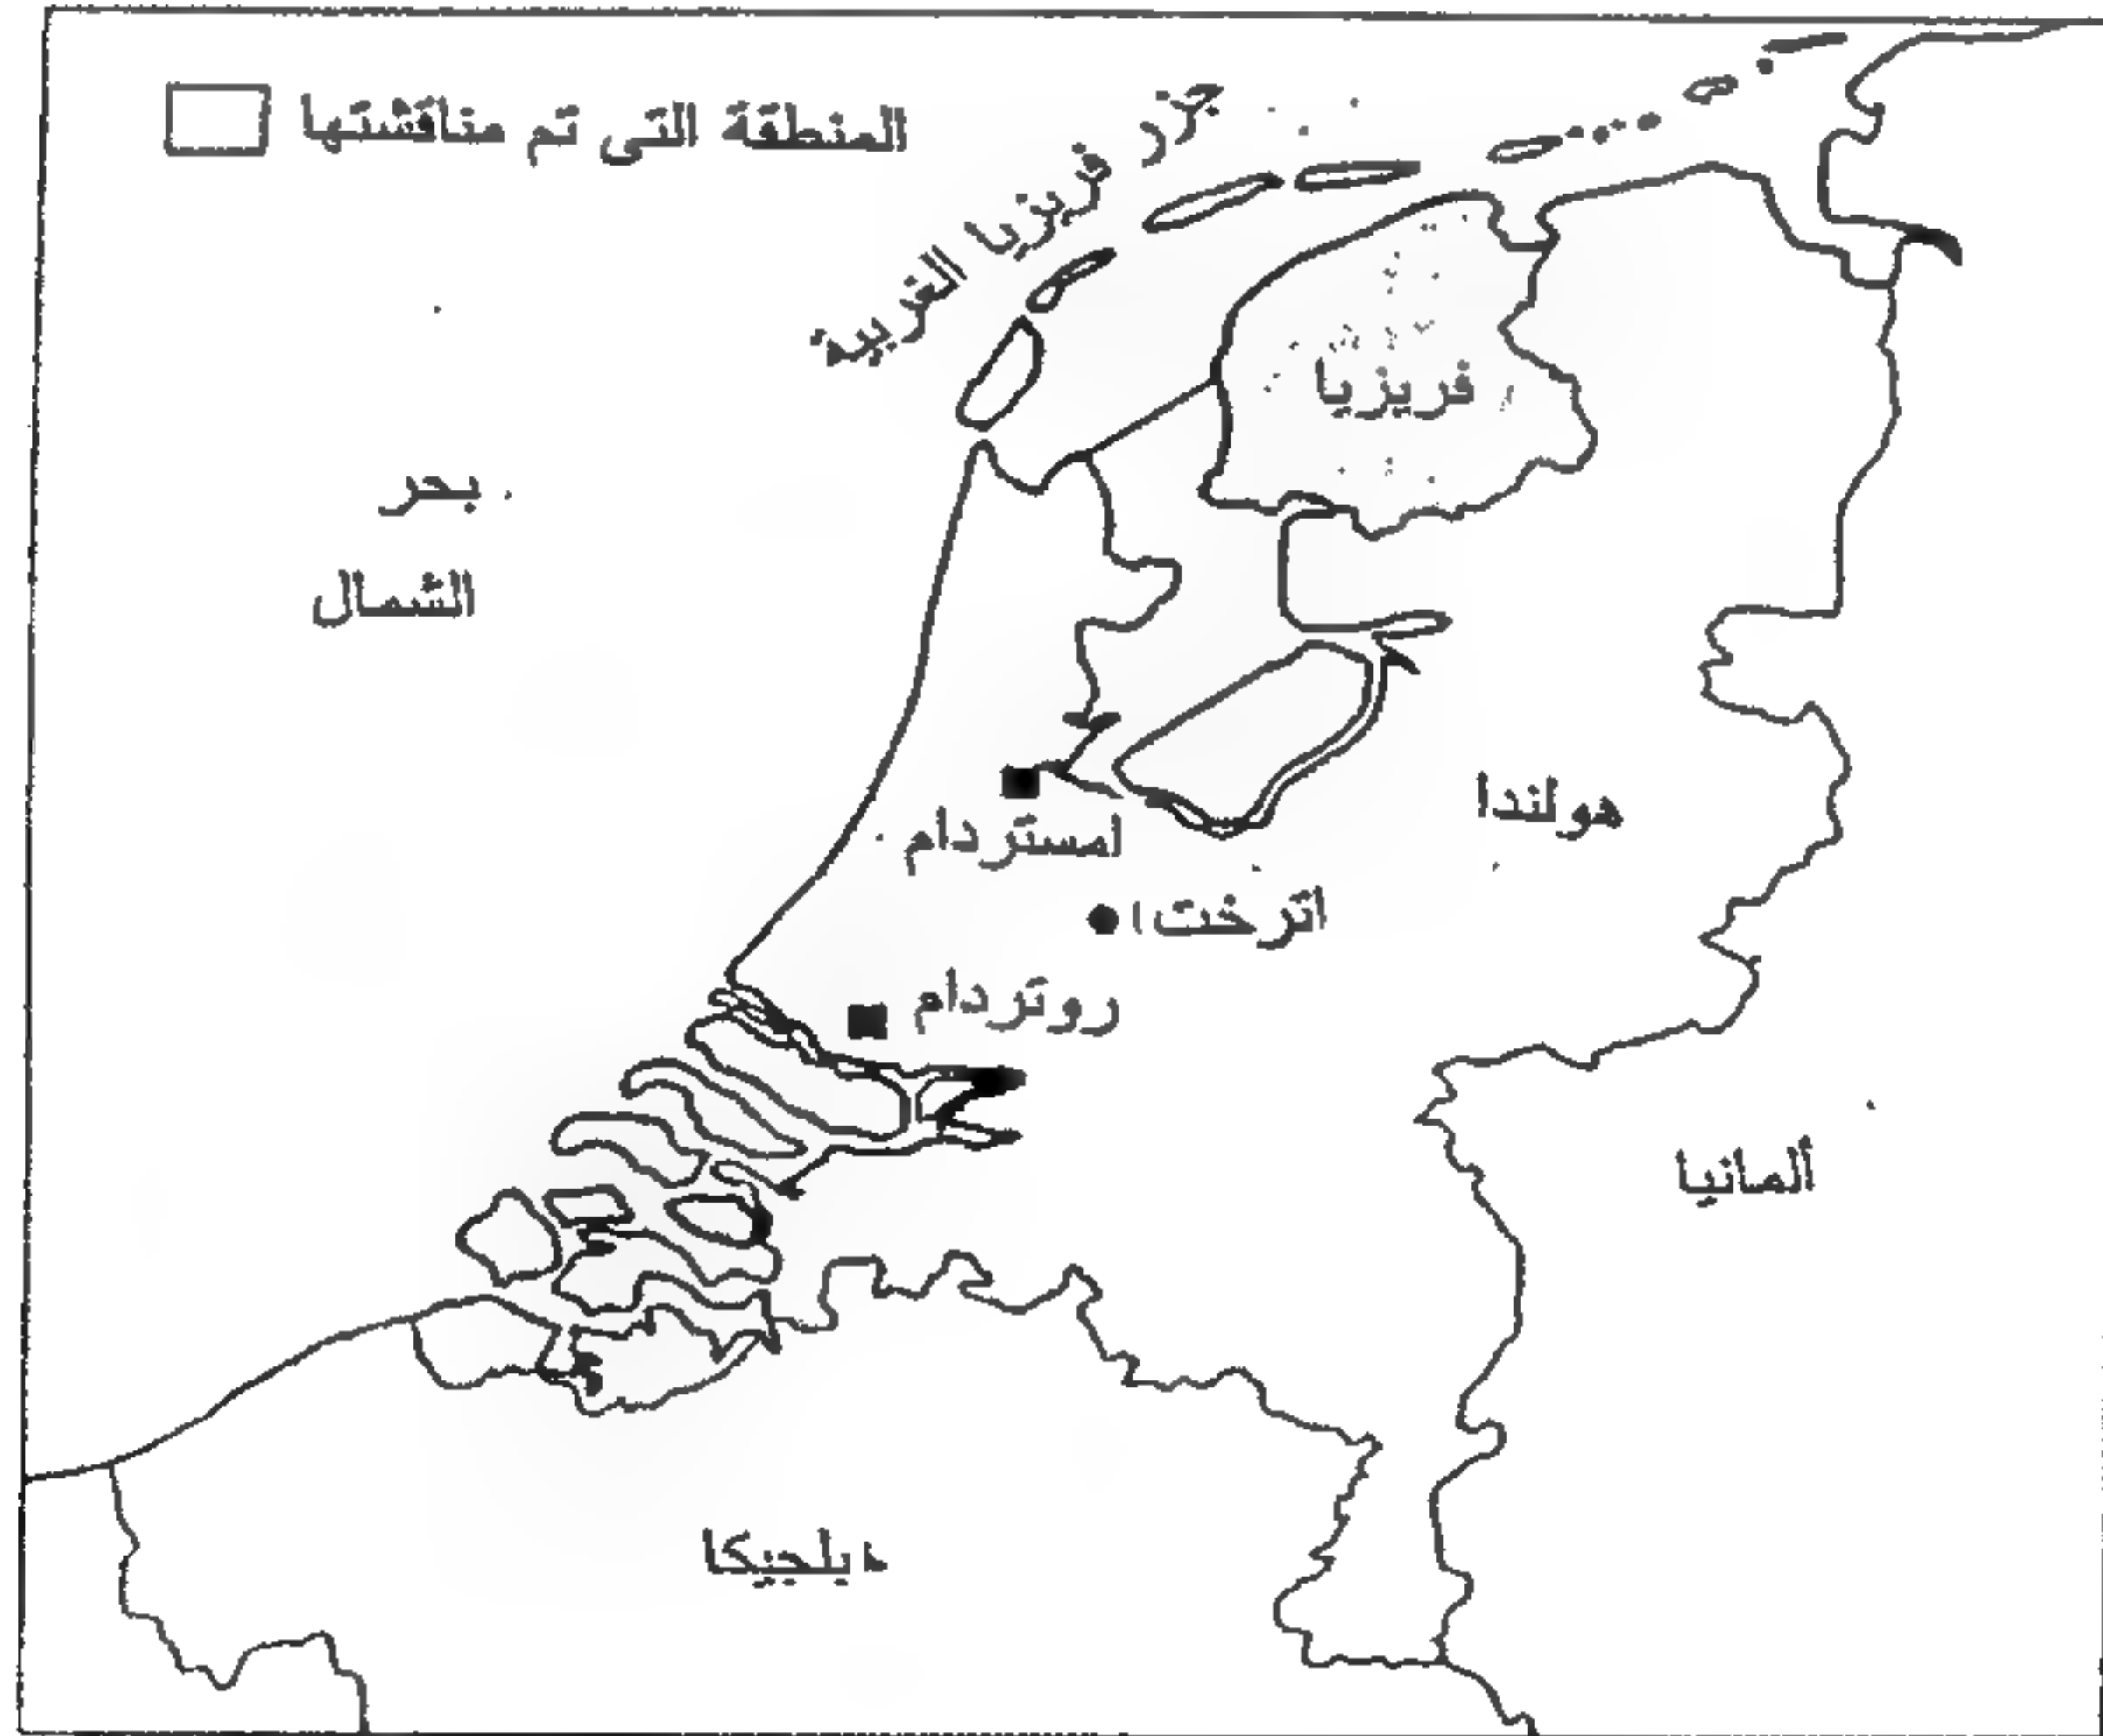 المنطقة التى تم مناقشتها
جزر فريزيا الغربية
فريزيا
بحر
الشمال
هولندا
امستردام
اترخت
روتردام
ألمانيا
بلجيكا